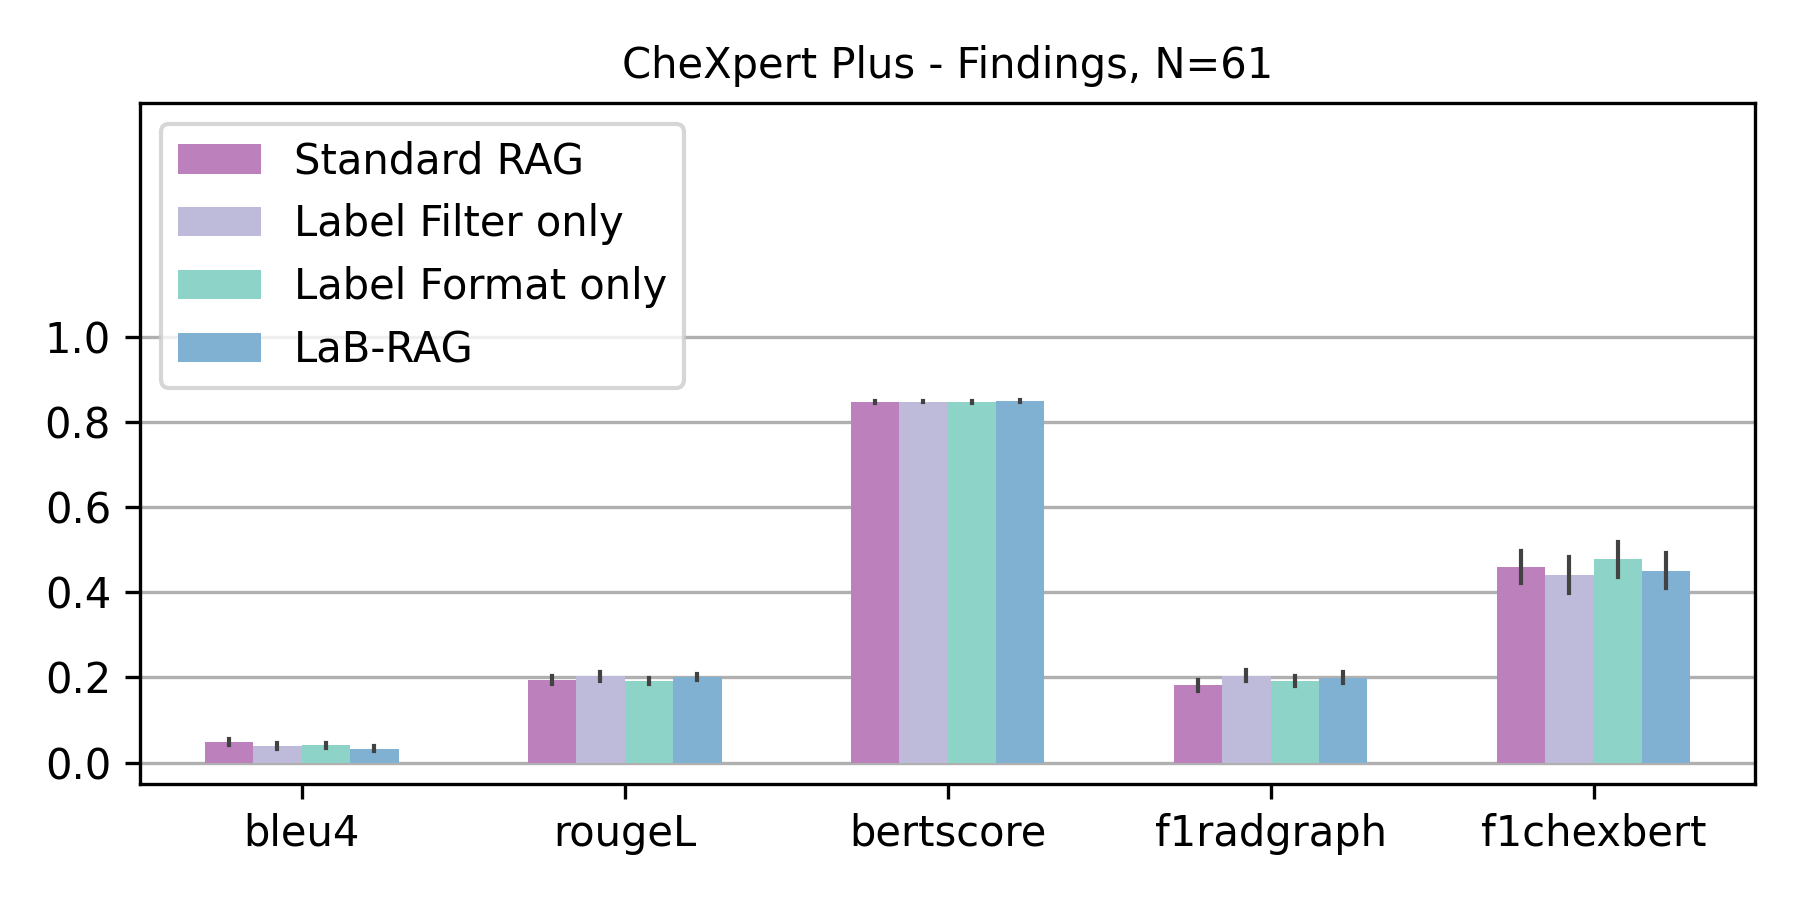 CheXpert Plus - Findings, N=61
Standard RAG
Label Filter only
Label Format only
LaB-RAG
1.0
0.8
0.6
0.4
0.2
0.0
bleu4 rougeL bertscore f1radgraph f1chexbert